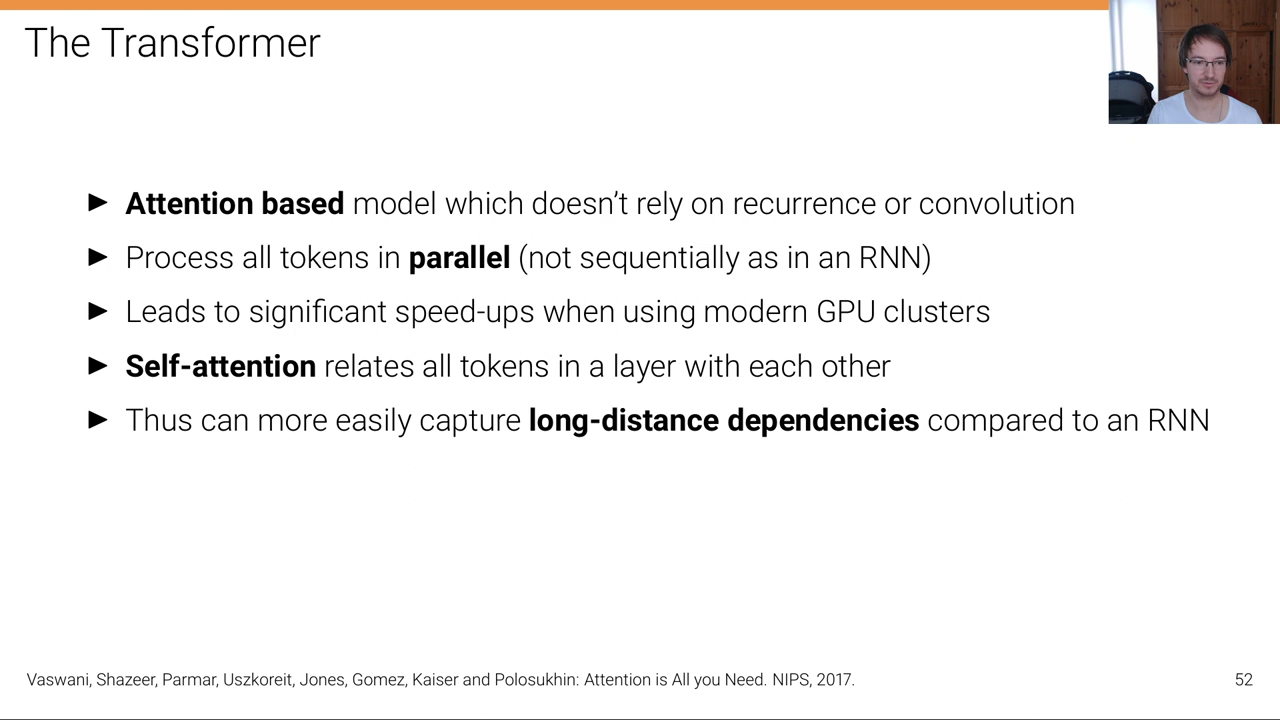 The Transformer
► Attention based model which doesn't rely on recurrence or convolution
► Process all tokens in parallel (not sequentially as in an RNN)
► Leads to significant speed-ups when using modern GPU clusters
► Self-attention relates all tokens in a layer with each other
► Thus can more easily capture long-distance dependencies compared to an RNN
Vaswani, Shazeer, Parmar, Uszkoreit, Jones, Gomez, Kaiser and Polosukhin: Attention is All you Need. NIPS, 2017.
52